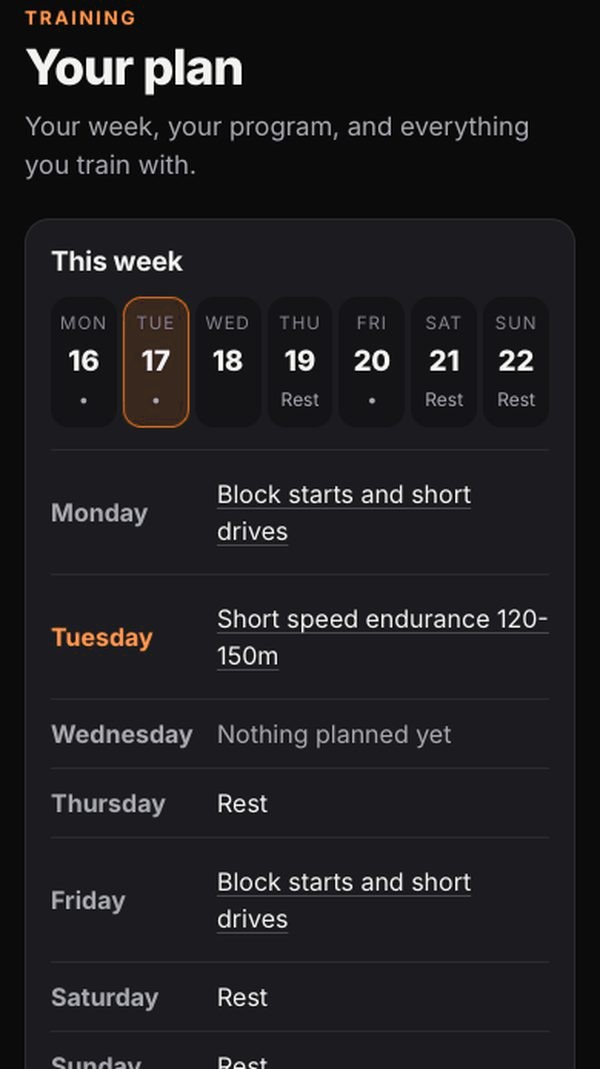 TRAINING
Your plan
Your week, your program, and everything
you train with.
This week
MON TUE WED THU FRI SAT SUN
16 17 18 19 20 21 22
• • Rest • Rest Rest
Monday Block starts and short
drives
Tuesday Short speed endurance 120-
150m
Wednesday Nothing planned yet
Thursday Rest
Friday Block starts and short
drives
Saturday Rest
Sunday Rest